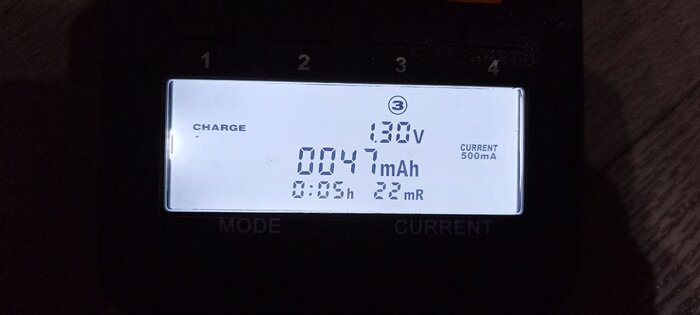 1 2 3 4
3
CHARGE
1.30V
CURRENT
500mA
0047mAh
0:05h 22mR
MODE CURRENT